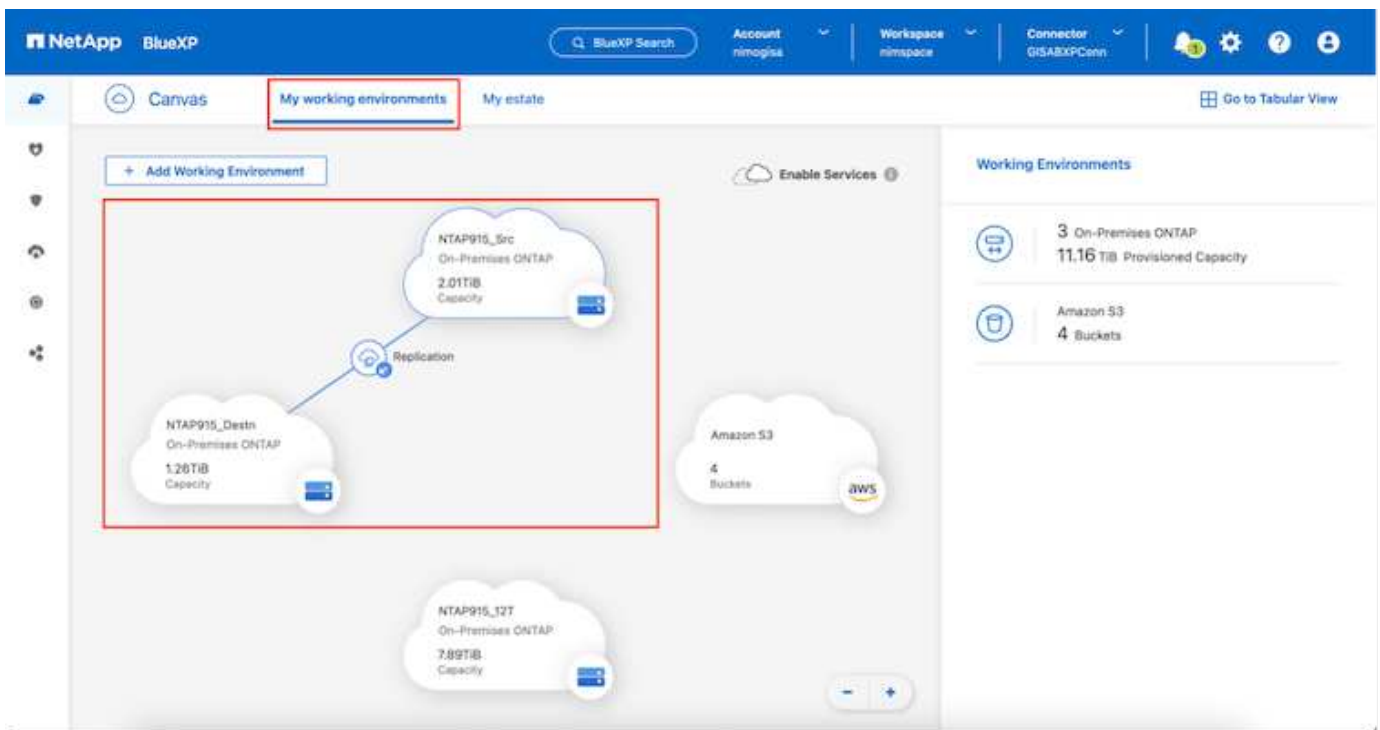 NetApp BlueXP
BlueXP Search
Account
nimogisa
Workspace
nimspace
Connector
GISABXPConn
1
Canvas
My working environments
My estate
Go to Tabular View
+ Add Working Environment
Enable Services
Working Environments
NTAP915_Src
On-Premises ONTAP
2.01TiB
Capacity
3 On-Premises ONTAP
11.16 TiB Provisioned Capacity
Amazon S3
4 Buckets
Replication
NTAP915_Destn
On-Premises ONTAP
1.26TiB
Capacity
Amazon S3
4
Buckets
aws
NTAP915_12T
On-Premises ONTAP
7.89TiB
Capacity
- +